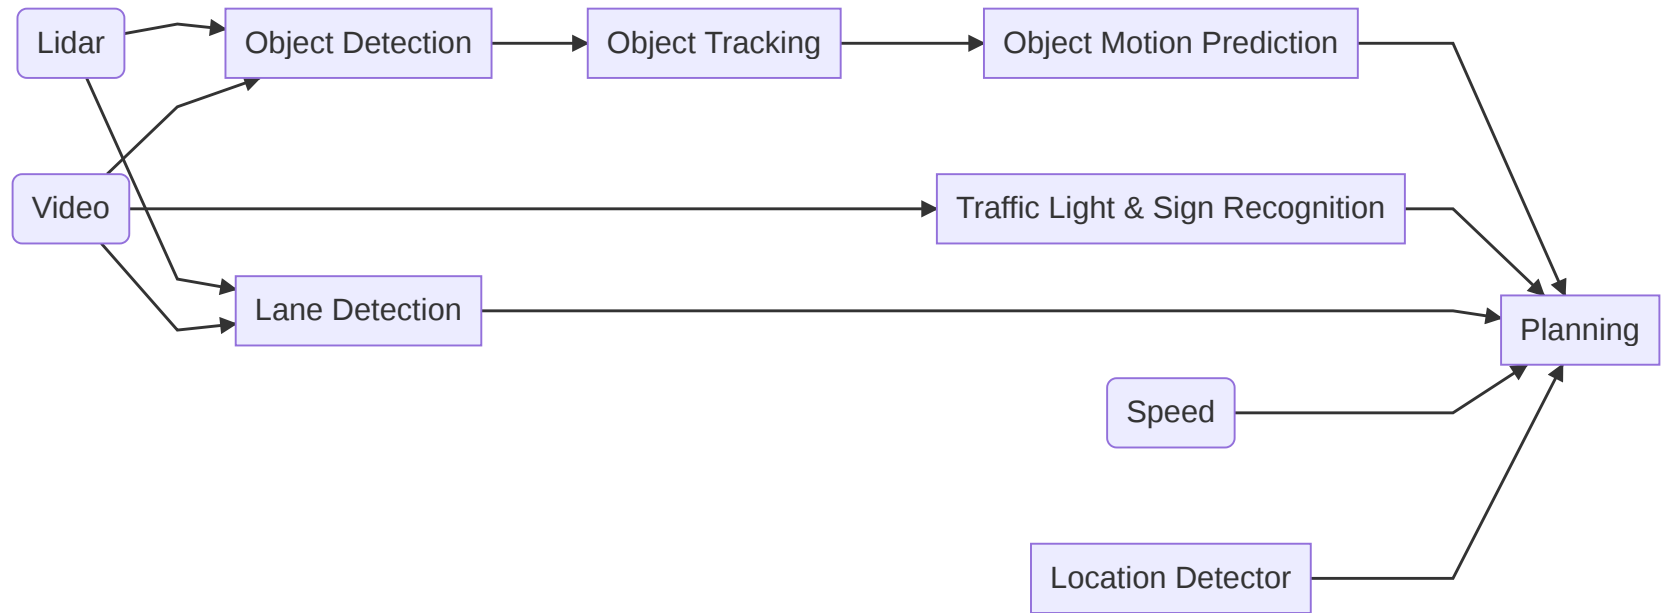 Lidar
Object Detection
Object Tracking
Object Motion Prediction
Video
Traffic Light & Sign Recognition
Lane Detection
Planning
Speed
Location Detector